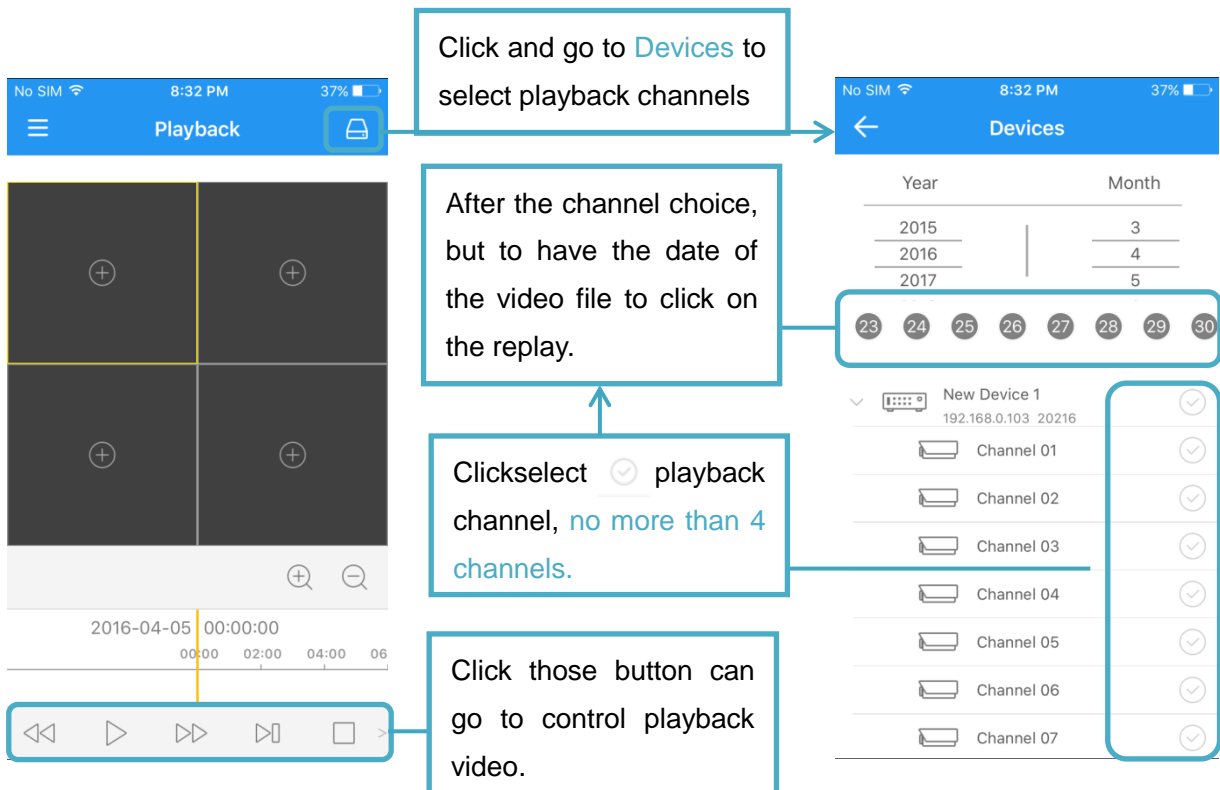 No SIM 8:32 PM 37%
Playback
2016-04-05 00:00:00
00:00 02:00 04:00 06
Click and go to Devices to
select playback channels
After the channel choice,
but to have the date of
the video file to click on
the replay.
Clickselect playback
channel, no more than 4
channels.
Click those button can
go to control playback
video.
No SIM 8:32 PM 37%
Devices
Year Month
2015 3
2016 4
2017 5
23 24 25 26 27 28 29 30
New Device 1
192.168.0.103 20216
Channel 01
Channel 02
Channel 03
Channel 04
Channel 05
Channel 06
Channel 07